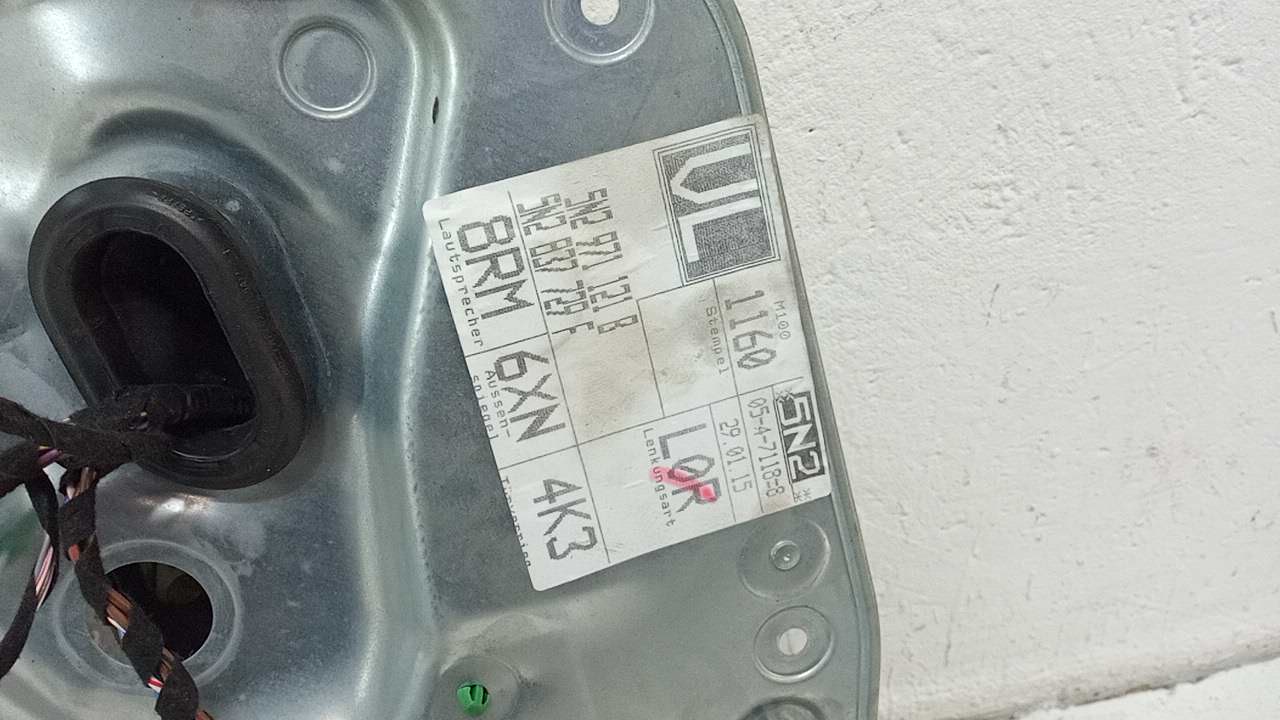 VL
M100
1160
Stempel
5N2
05-4-7118-8
29.01.15
L0R
Lenkungsart
5N2 971 121 B
5N2 837 729 F
8RM
Lautsprecher
6XN
Aussen-
spiegel
4K3